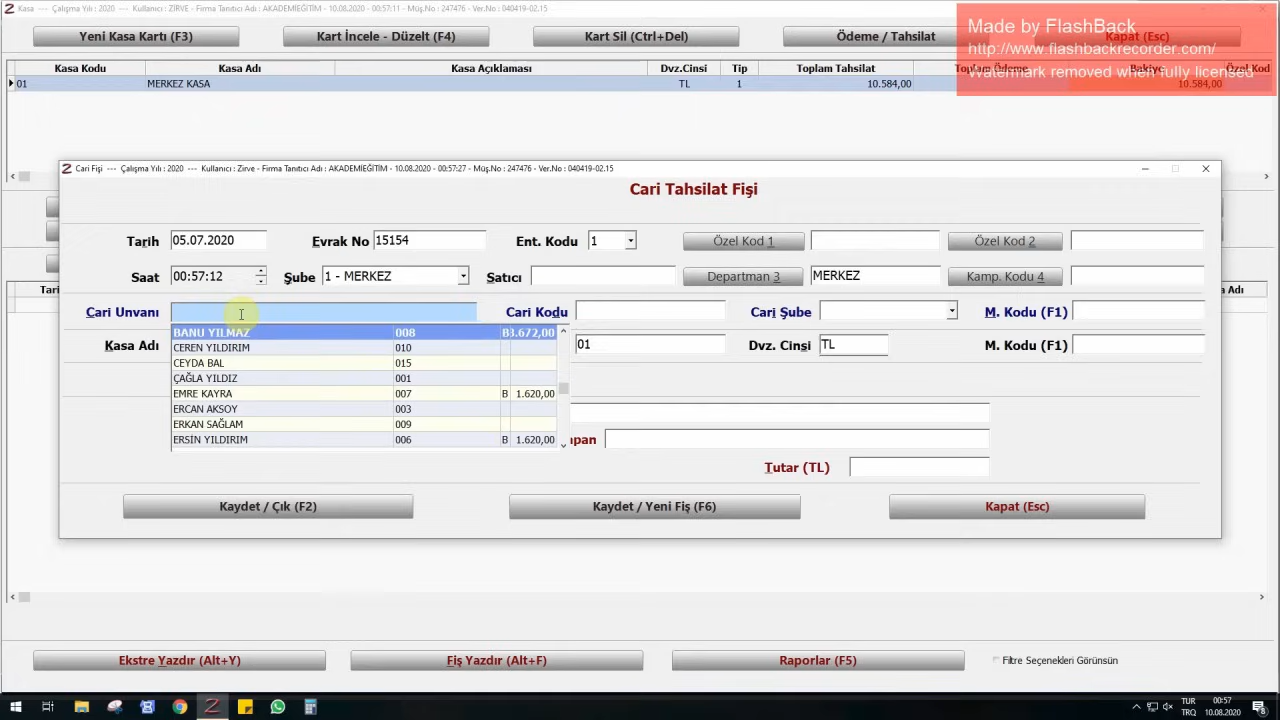 Kasa --- Çalışma Yılı : 2020 --- Kullanıcı : ZİRVE - Firma Tanıtıcı Adı : AKADEMİEĞİTİM - 10.08.2020 - 00:57:11 - Müş.No : 247476 - Ver.No : 040419-02.15
Made by FlashBack
http://www.flashbackrecorder.com/
Watermark removed when fully licensed
Yeni Kasa Kartı (F3) Kart İncele - Düzelt (F4) Kart Sil (Ctrl+Del) Ödeme / Tahsilat Kapat (Esc)
Kasa Kodu Kasa Adı Kasa Açıklaması Dvz.Cinsi Tip Toplam Tahsilat Toplam Ödeme Bakiye Özel Kod
01 MERKEZ KASA TL 1 10.584,00 10.584,00
Cari Fişi --- Çalışma Yılı : 2020 --- Kullanıcı : Zirve - Firma Tanıtıcı Adı : AKADEMİEĞİTİM - 10.08.2020 - 00:57:27 - Müş.No : 247476 - Ver.No : 040419-02.15
Cari Tahsilat Fişi
Tarih 05.07.2020 Evrak No 15154 Ent. Kodu 1 Özel Kod 1 Özel Kod 2
Saat 00:57:12 Şube 1 - MERKEZ Satıcı Departman 3 MERKEZ Kamp. Kodu 4
Cari Unvanı Cari Kodu Cari Şube M. Kodu (F1)
Kasa Adı 01 Dvz. Cinsi TL M. Kodu (F1)
BANU YILMAZ 008 B 3.672,00
CEREN YILDIRIM 010
CEYDA BAL 015
ÇAĞLA YILDIZ 001
EMRE KAYRA 007 B 1.620,00
ERCAN AKSOY 003
ERKAN SAĞLAM 009
ERSİN YILDIRIM 006 B 1.620,00
apan
Tutar (TL)
Kaydet / Çık (F2) Kaydet / Yeni Fiş (F6) Kapat (Esc)
Tari a Adı
Ekstre Yazdır (Alt+Y) Fiş Yazdır (Alt+F) Raporlar (F5) Filtre Seçenekleri Görünsün
TUR 00:57
TRQ 10.08.2020 8